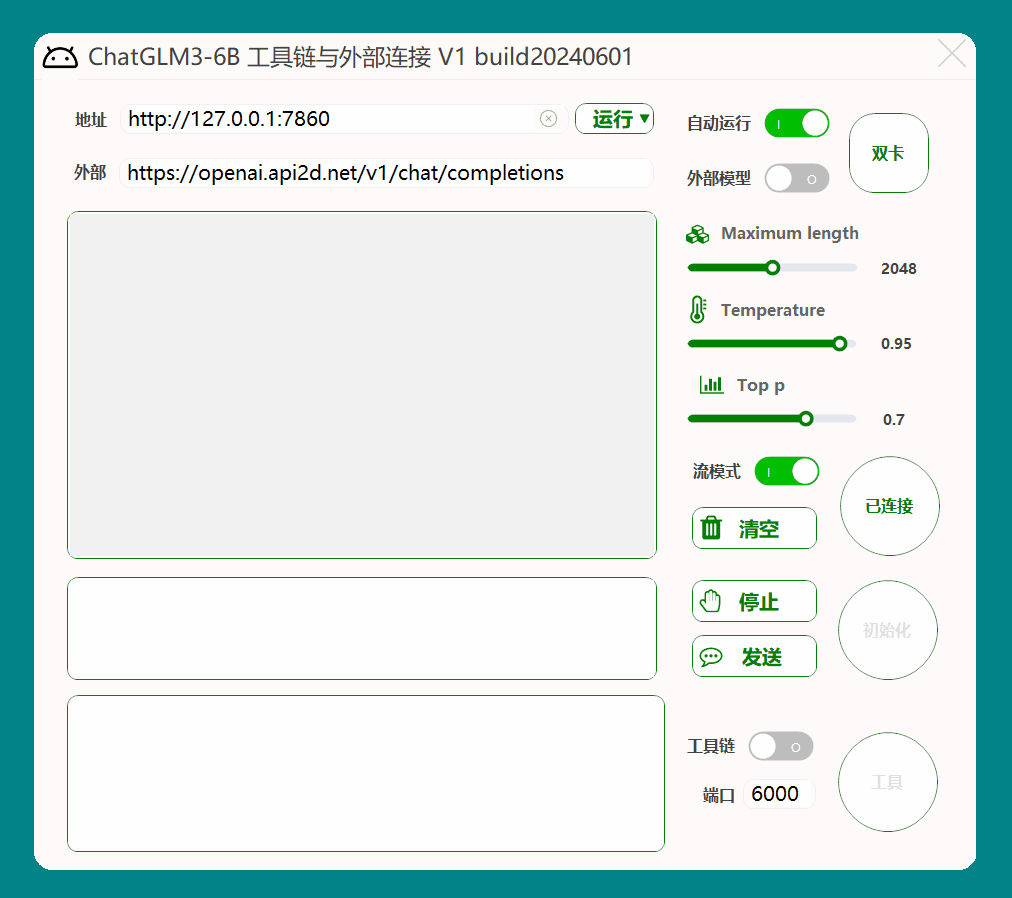 ChatGLM3-6B 工具链与外部连接 V1 build20240601
地址 http://127.0.0.1:7860 运行
自动运行
双卡
外部 https://openai.api2d.net/v1/chat/completions
外部模型
Maximum length
2048
Temperature
0.95
Top p
0.7
流模式
已连接
清空
停止
初始化
发送
工具链
工具
端口 6000